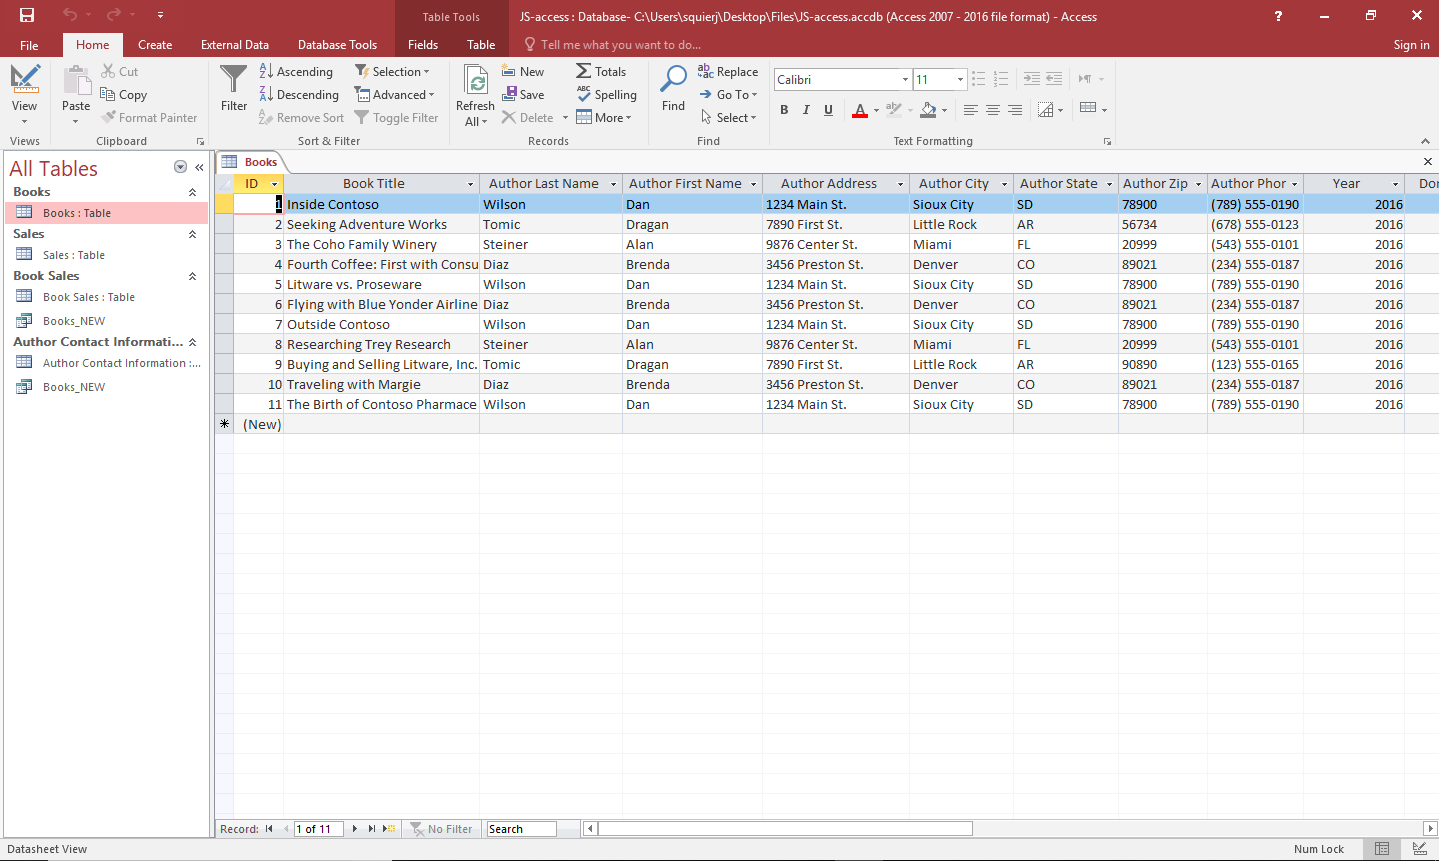 Table Tools
JS-access : Database- C:\Users\squierj\Desktop\Files\JS-access.accdb (Access 2007 - 2016 file format) - Access
?
File Home Create External Data Database Tools Fields Table Tell me what you want to do... Sign in
View
Views
Paste
Cut
Copy
Format Painter
Clipboard
Filter
Ascending
Descending
Remove Sort
Selection
Advanced
Toggle Filter
Sort & Filter
Refresh All
New
Save
Delete
Totals
Spelling
More
Records
Find
Replace
Go To
Select
Find
Calibri 11
B I U A
Text Formatting
All Tables
Books
Books : Table
Sales
Sales : Table
Book Sales
Book Sales : Table
Books_NEW
Author Contact Informati...
Author Contact Information :...
Books_NEW
Books
ID Book Title Author Last Name Author First Name Author Address Author City Author State Author Zip Author Phor Year Dor
1 Inside Contoso Wilson Dan 1234 Main St. Sioux City SD 78900 (789) 555-0190 2016
2 Seeking Adventure Works Tomic Dragan 7890 First St. Little Rock AR 56734 (678) 555-0123 2016
3 The Coho Family Winery Steiner Alan 9876 Center St. Miami FL 20999 (543) 555-0101 2016
4 Fourth Coffee: First with Consu Diaz Brenda 3456 Preston St. Denver CO 89021 (234) 555-0187 2016
5 Litware vs. Proseware Wilson Dan 1234 Main St. Sioux City SD 78900 (789) 555-0190 2016
6 Flying with Blue Yonder Airline Diaz Brenda 3456 Preston St. Denver CO 89021 (234) 555-0187 2016
7 Outside Contoso Wilson Dan 1234 Main St. Sioux City SD 78900 (789) 555-0190 2016
8 Researching Trey Research Steiner Alan 9876 Center St. Miami FL 20999 (543) 555-0101 2016
9 Buying and Selling Litware, Inc. Tomic Dragan 7890 First St. Little Rock AR 90890 (123) 555-0165 2016
10 Traveling with Margie Diaz Brenda 3456 Preston St. Denver CO 89021 (234) 555-0187 2016
11 The Birth of Contoso Pharmace Wilson Dan 1234 Main St. Sioux City SD 78900 (789) 555-0190 2016
(New)
Record: 1 of 11 No Filter Search
Datasheet View Num Lock